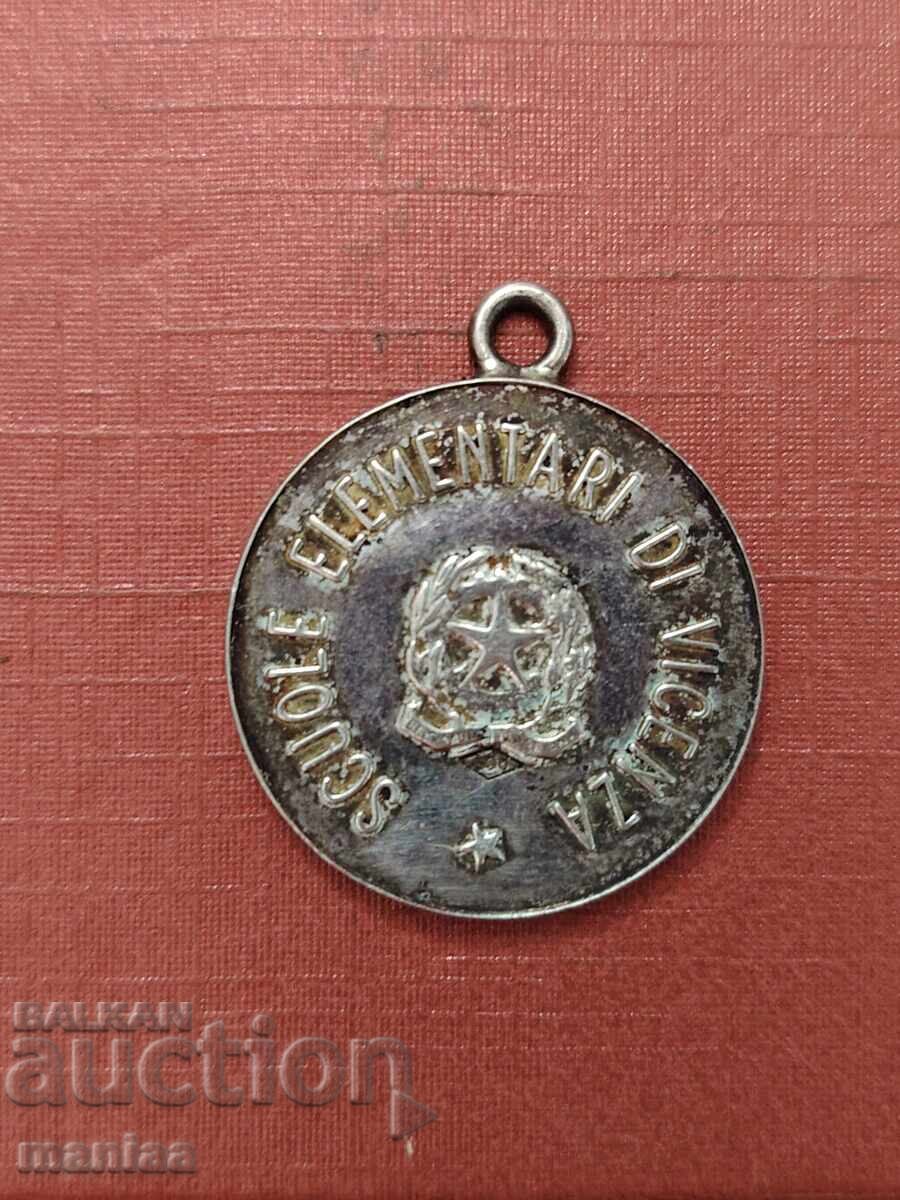 SCUOLE ELEMENTARI DI VICENZA
BALKAN
auction
maniaa